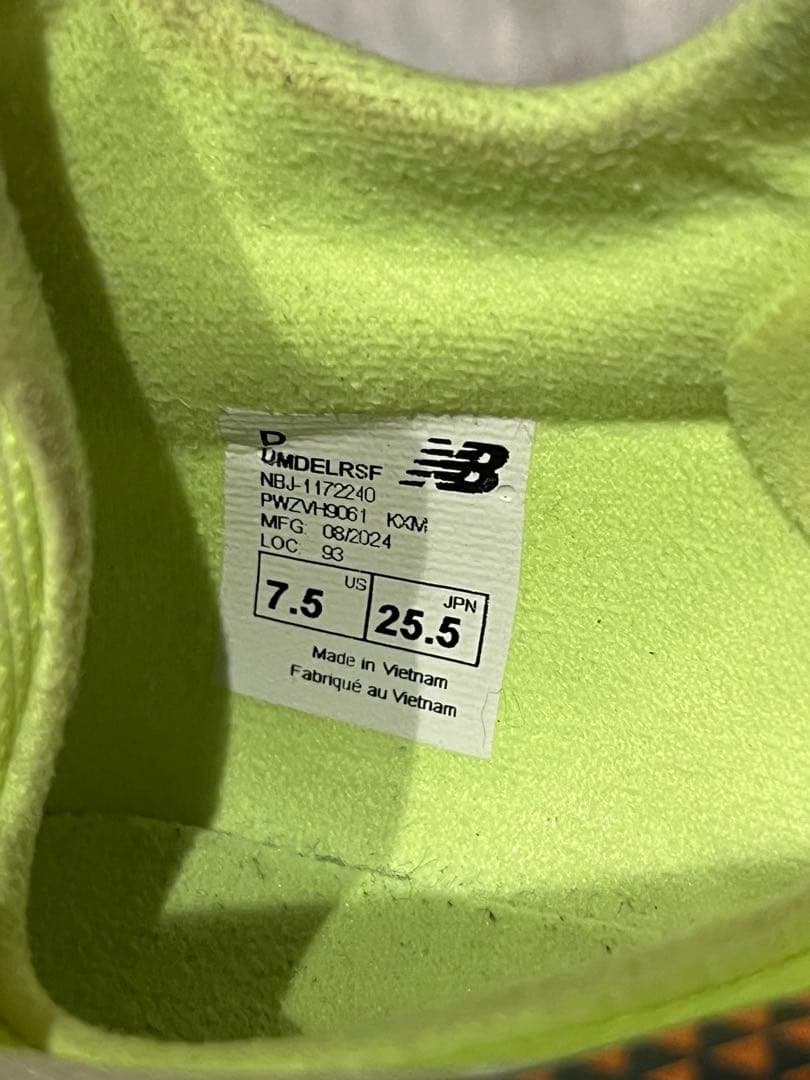 D
UMDELRSF
NB
NBJ-1172240
PWZVH9061 KXM
MFG: 08/2024
LOC: 93
7.5 US
25.5 JPN
Made in Vietnam
Fabriqué au Vietnam